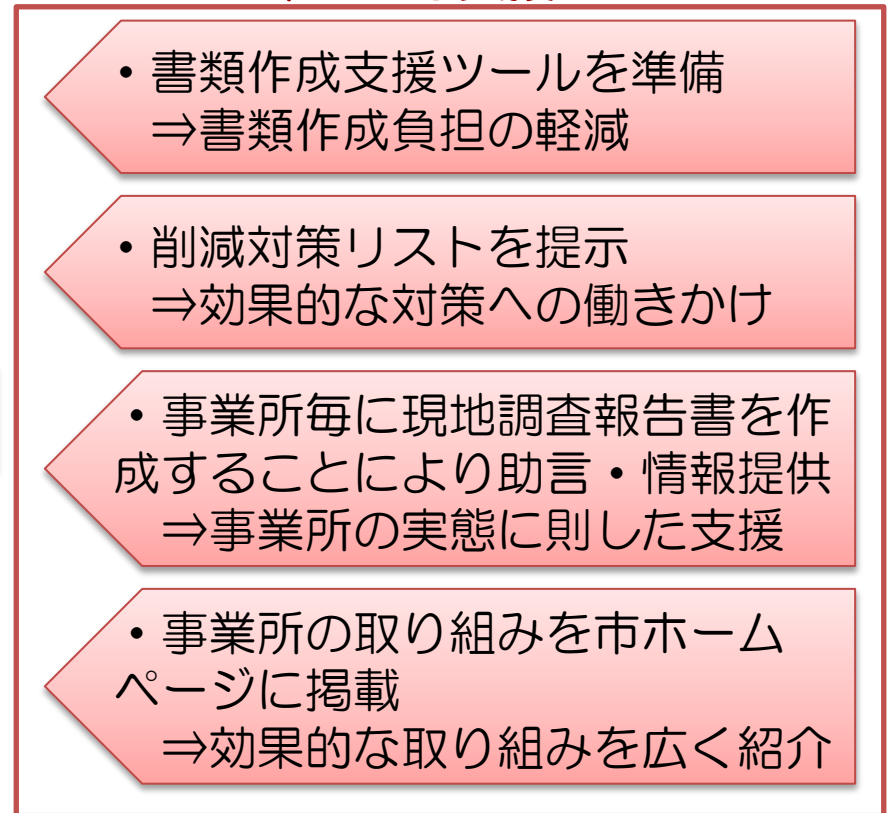 ・書類作成支援ツールを準備
⇒書類作成負担の軽減
・削減対策リストを提示
⇒効果的な対策への働きかけ
・事業所毎に現地調査報告書を作
成することにより助言・情報提供
⇒事業所の実態に則した支援
・事業所の取り組みを市ホーム
ページに掲載
⇒効果的な取り組みを広く紹介